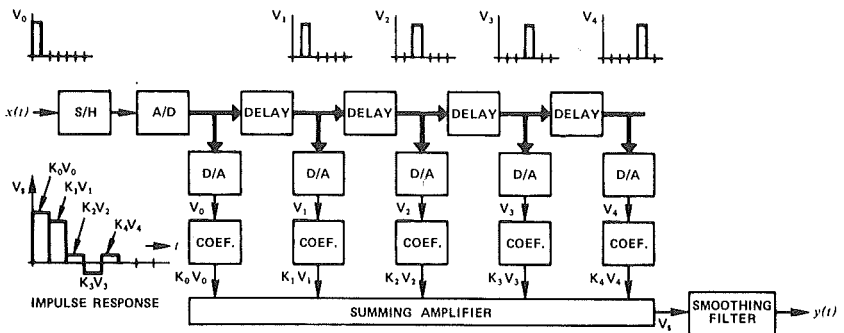 V₀ V₁ V₂ V₃ V₄
x(t) S/H A/D DELAY DELAY DELAY DELAY
D/A D/A D/A D/A D/A
V₀ V₁ V₂ V₃ V₄
COEF. COEF. COEF. COEF. COEF.
K₀V₀ K₁V₁ K₂V₂ K₃V₃ K₄V₄
Vₛ K₀V₀
K₁V₁
K₂V₂ K₄V₄
t
K₃V₃
IMPULSE RESPONSE
SUMMING AMPLIFIER
Vₛ
SMOOTHING
FILTER
y(t)